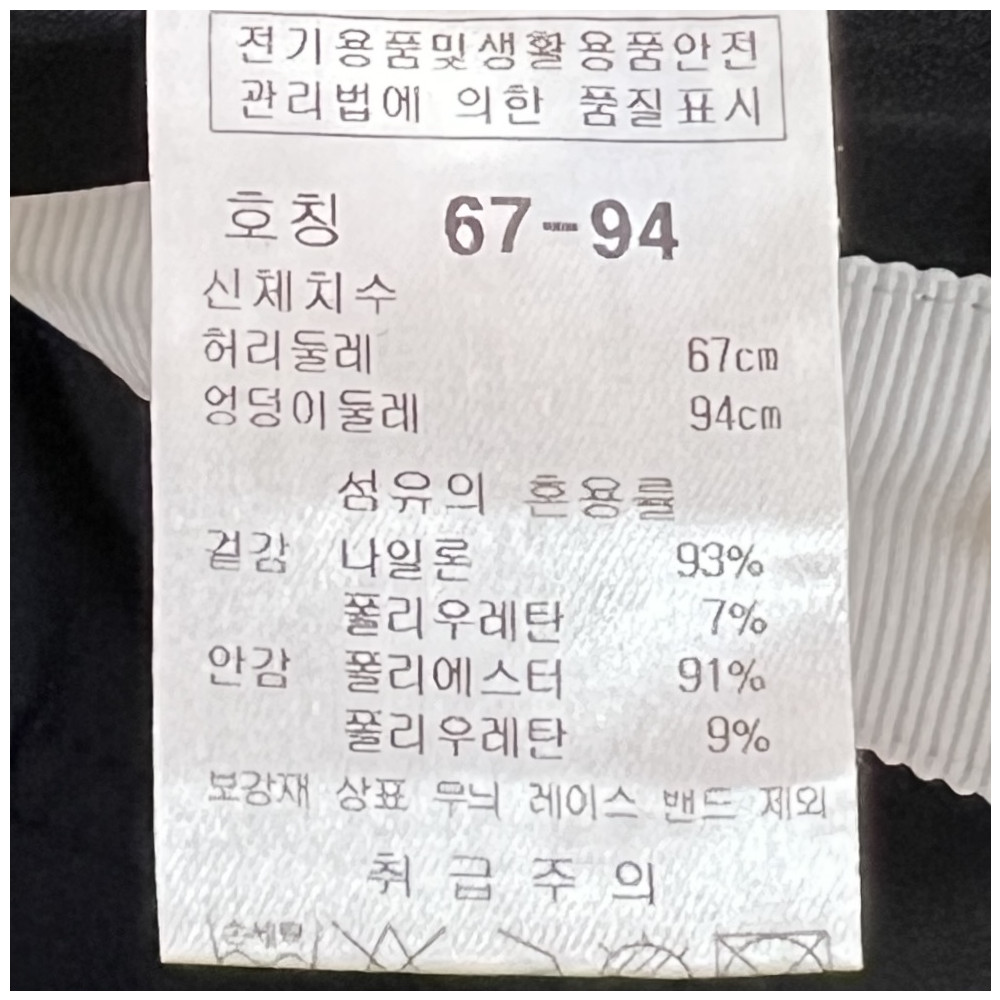 전기용품및생활용품안전
관리법에 의한 품질표시
호칭 67-94
신체치수
허리둘레 67cm
엉덩이둘레 94cm
섬유의 혼용률
겉감 나일론 93%
폴리우레탄 7%
안감 폴리에스터 91%
폴리우레탄 9%
보강재 상표 무늬 레이스 밴드 제외
취급주의
손세탁